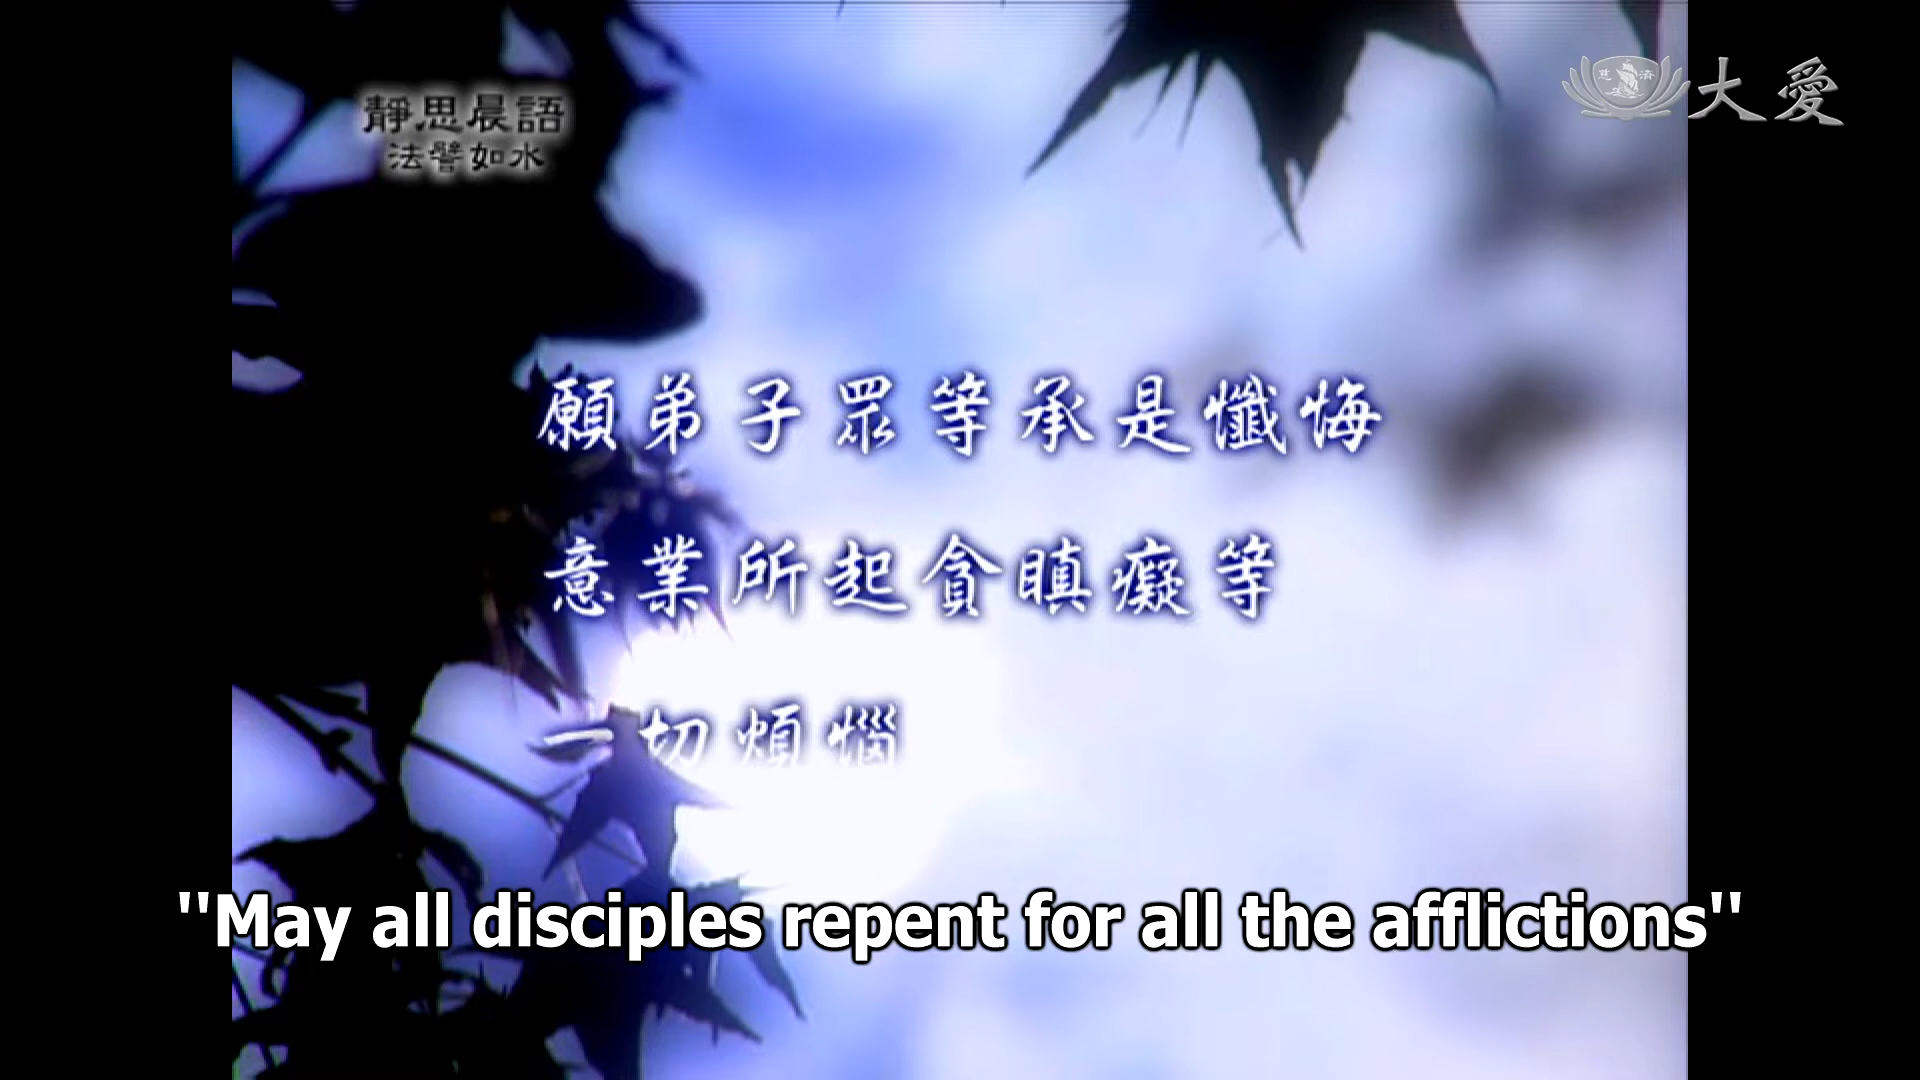 靜思晨語
法譬如水
慈濟
大愛
願弟子眾等承是懺悔
意業所起貪瞋癡等
一切煩惱
"May all disciples repent for all the afflictions"